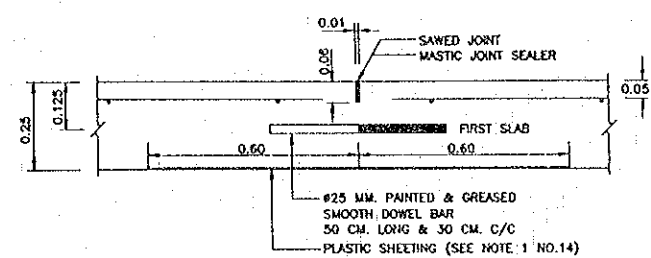 0.01
SAWED JOINT
MASTIC JOINT SEALER
0.06
0.05
0.125
0.25
FIRST SLAB
0.60
0.60
ø25 MM. PAINTED & GREASED
SMOOTH DOWEL BAR
50 CM. LONG & 30 CM. C/C
PLASTIC SHEETING (SEE NOTE 1 NO.14)